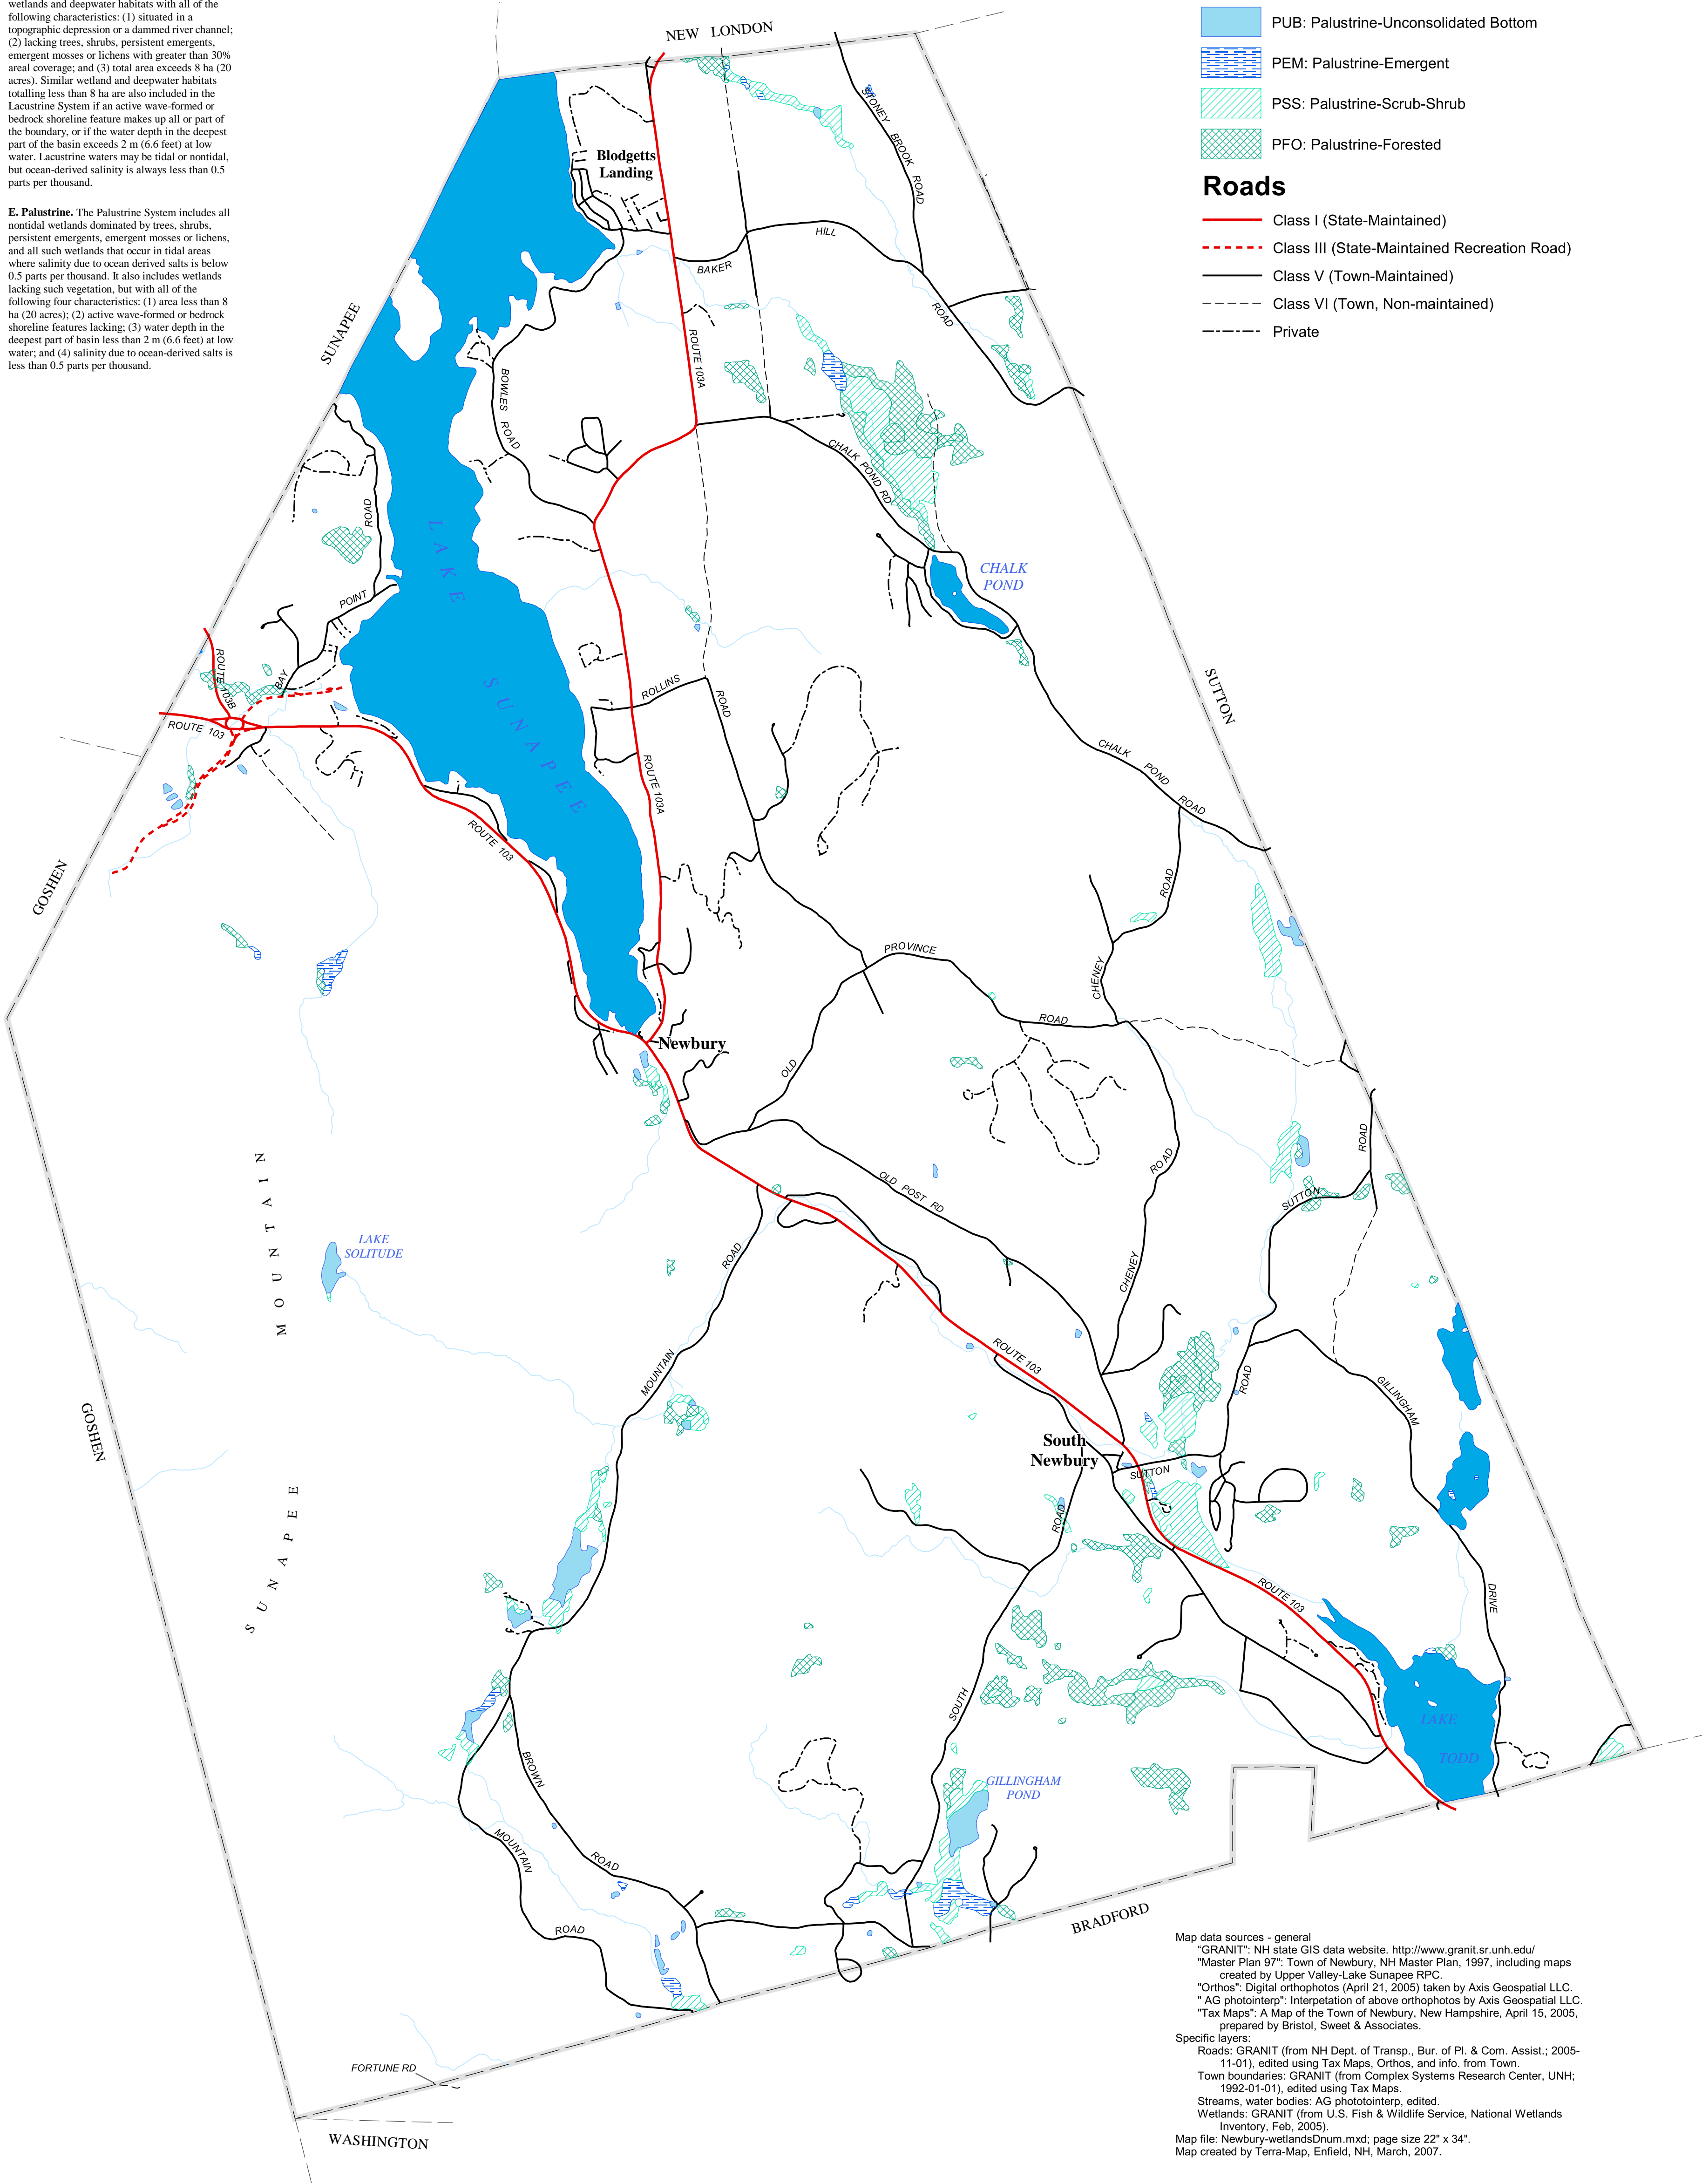 wetlands and deepwater habitats with all of the
following characteristics: (1) situated in a
topographic depression or a dammed river channel;
(2) lacking trees, shrubs, persistent emergents,
emergent mosses or lichens with greater than 30%
areal coverage; and (3) total area exceeds 8 ha (20
acres). Similar wetland and deepwater habitats
totalling less than 8 ha are also included in the
Lacustrine System if an active wave-formed or
bedrock shoreline feature makes up all or part of
the boundary, or if the water depth in the deepest
part of the basin exceeds 2 m (6.6 feet) at low
water. Lacustrine waters may be tidal or nontidal,
but ocean-derived salinity is always less than 0.5
parts per thousand.
E. Palustrine. The Palustrine System includes all
nontidal wetlands dominated by trees, shrubs,
persistent emergents, emergent mosses or lichens,
and all such wetlands that occur in tidal areas
where salinity due to ocean derived salts is below
0.5 parts per thousand. It also includes wetlands
lacking such vegetation, but with all of the
following four characteristics: (1) area less than 8
ha (20 acres); (2) active wave-formed or bedrock
shoreline features lacking; (3) water depth in the
deepest part of basin less than 2 m (6.6 feet) at low
water; and (4) salinity due to ocean-derived salts is
less than 0.5 parts per thousand.
PUB: Palustrine-Unconsolidated Bottom
PEM: Palustrine-Emergent
PSS: Palustrine-Scrub-Shrub
PFO: Palustrine-Forested
Roads
Class I (State-Maintained)
Class III (State-Maintained Recreation Road)
Class V (Town-Maintained)
Class VI (Town, Non-maintained)
Private
NEW LONDON
STONEY BROOK ROAD
Blodgetts
Landing
BAKER
HILL
ROAD
SUNAPEE
ROUTE 103A
BOWLES ROAD
CHALK POND RD
ROAD
LAKE
SUNAPEE
CHALK
POND
POINT
BAY
ROUTE 103B
ROUTE 103
ROLLINS
ROAD
SUTTON
ROUTE 103A
CHALK
POND
ROAD
ROUTE 103
GOSHEN
ROAD
CHENEY
PROVINCE
ROAD
Newbury
OLD
ROAD
ROAD
SUTTON
OLD POST RD
MOUNTAIN
LAKE
SOLITUDE
ROAD
CHENEY
MOUNTAIN
ROUTE 103
ROAD
GILLINGHAM
GOSHEN
South
Newbury
SUTTON
SUNAPEE
ROAD
ROUTE 103
DRIVE
SOUTH
LAKE
TODD
BROWN
GILLINGHAM
POND
MOUNTAIN
ROAD
ROAD
BRADFORD
FORTUNE RD
WASHINGTON
Map data sources - general
"GRANIT": NH state GIS data website. http://www.granit.sr.unh.edu/
"Master Plan 97": Town of Newbury, NH Master Plan, 1997, including maps
created by Upper Valley-Lake Sunapee RPC.
"Orthos": Digital orthophotos (April 21, 2005) taken by Axis Geospatial LLC.
" AG photointerp": Interpetation of above orthophotos by Axis Geospatial LLC.
"Tax Maps": A Map of the Town of Newbury, New Hampshire, April 15, 2005,
prepared by Bristol, Sweet & Associates.
Specific layers:
Roads: GRANIT (from NH Dept. of Transp., Bur. of Pl. & Com. Assist.; 2005-
11-01), edited using Tax Maps, Orthos, and info. from Town.
Town boundaries: GRANIT (from Complex Systems Research Center, UNH;
1992-01-01), edited using Tax Maps.
Streams, water bodies: AG phototointerp, edited.
Wetlands: GRANIT (from U.S. Fish & Wildlife Service, National Wetlands
Inventory, Feb, 2005).
Map file: Newbury-wetlandsDnum.mxd; page size 22" x 34".
Map created by Terra-Map, Enfield, NH, March, 2007.